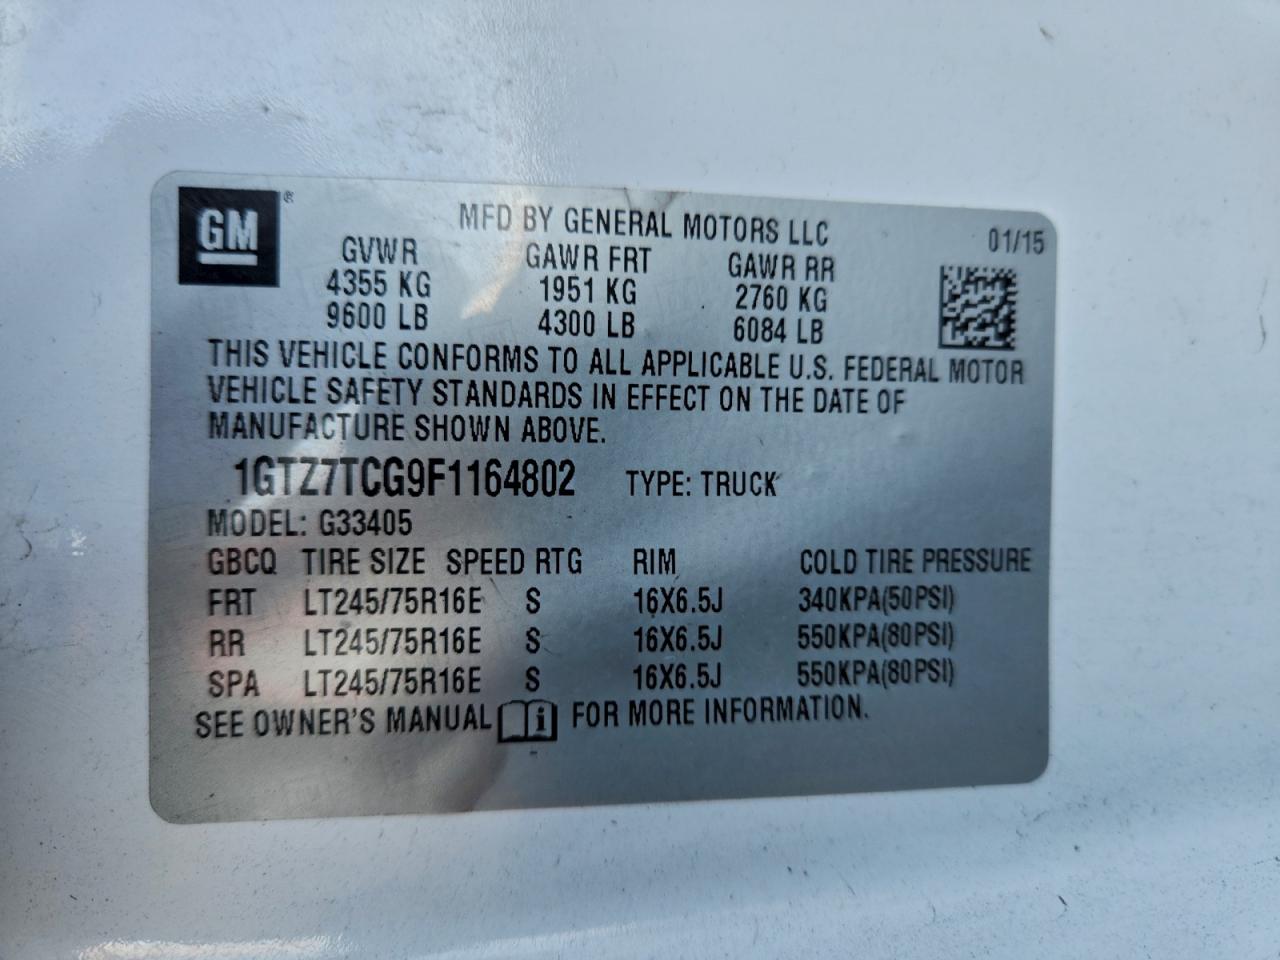 GM ®
MFD BY GENERAL MOTORS LLC
01/15
GVWR GAWR FRT GAWR RR
4355 KG 1951 KG 2760 KG
9600 LB 4300 LB 6084 LB
THIS VEHICLE CONFORMS TO ALL APPLICABLE U.S. FEDERAL MOTOR
VEHICLE SAFETY STANDARDS IN EFFECT ON THE DATE OF
MANUFACTURE SHOWN ABOVE.
1GTZ7TCG9F1164802 TYPE: TRUCK
MODEL: G33405
GBCQ TIRE SIZE SPEED RTG RIM COLD TIRE PRESSURE
FRT LT245/75R16E S 16X6.5J 340KPA(50PSI)
RR LT245/75R16E S 16X6.5J 550KPA(80PSI)
SPA LT245/75R16E S 16X6.5J 550KPA(80PSI)
SEE OWNER'S MANUAL i FOR MORE INFORMATION.